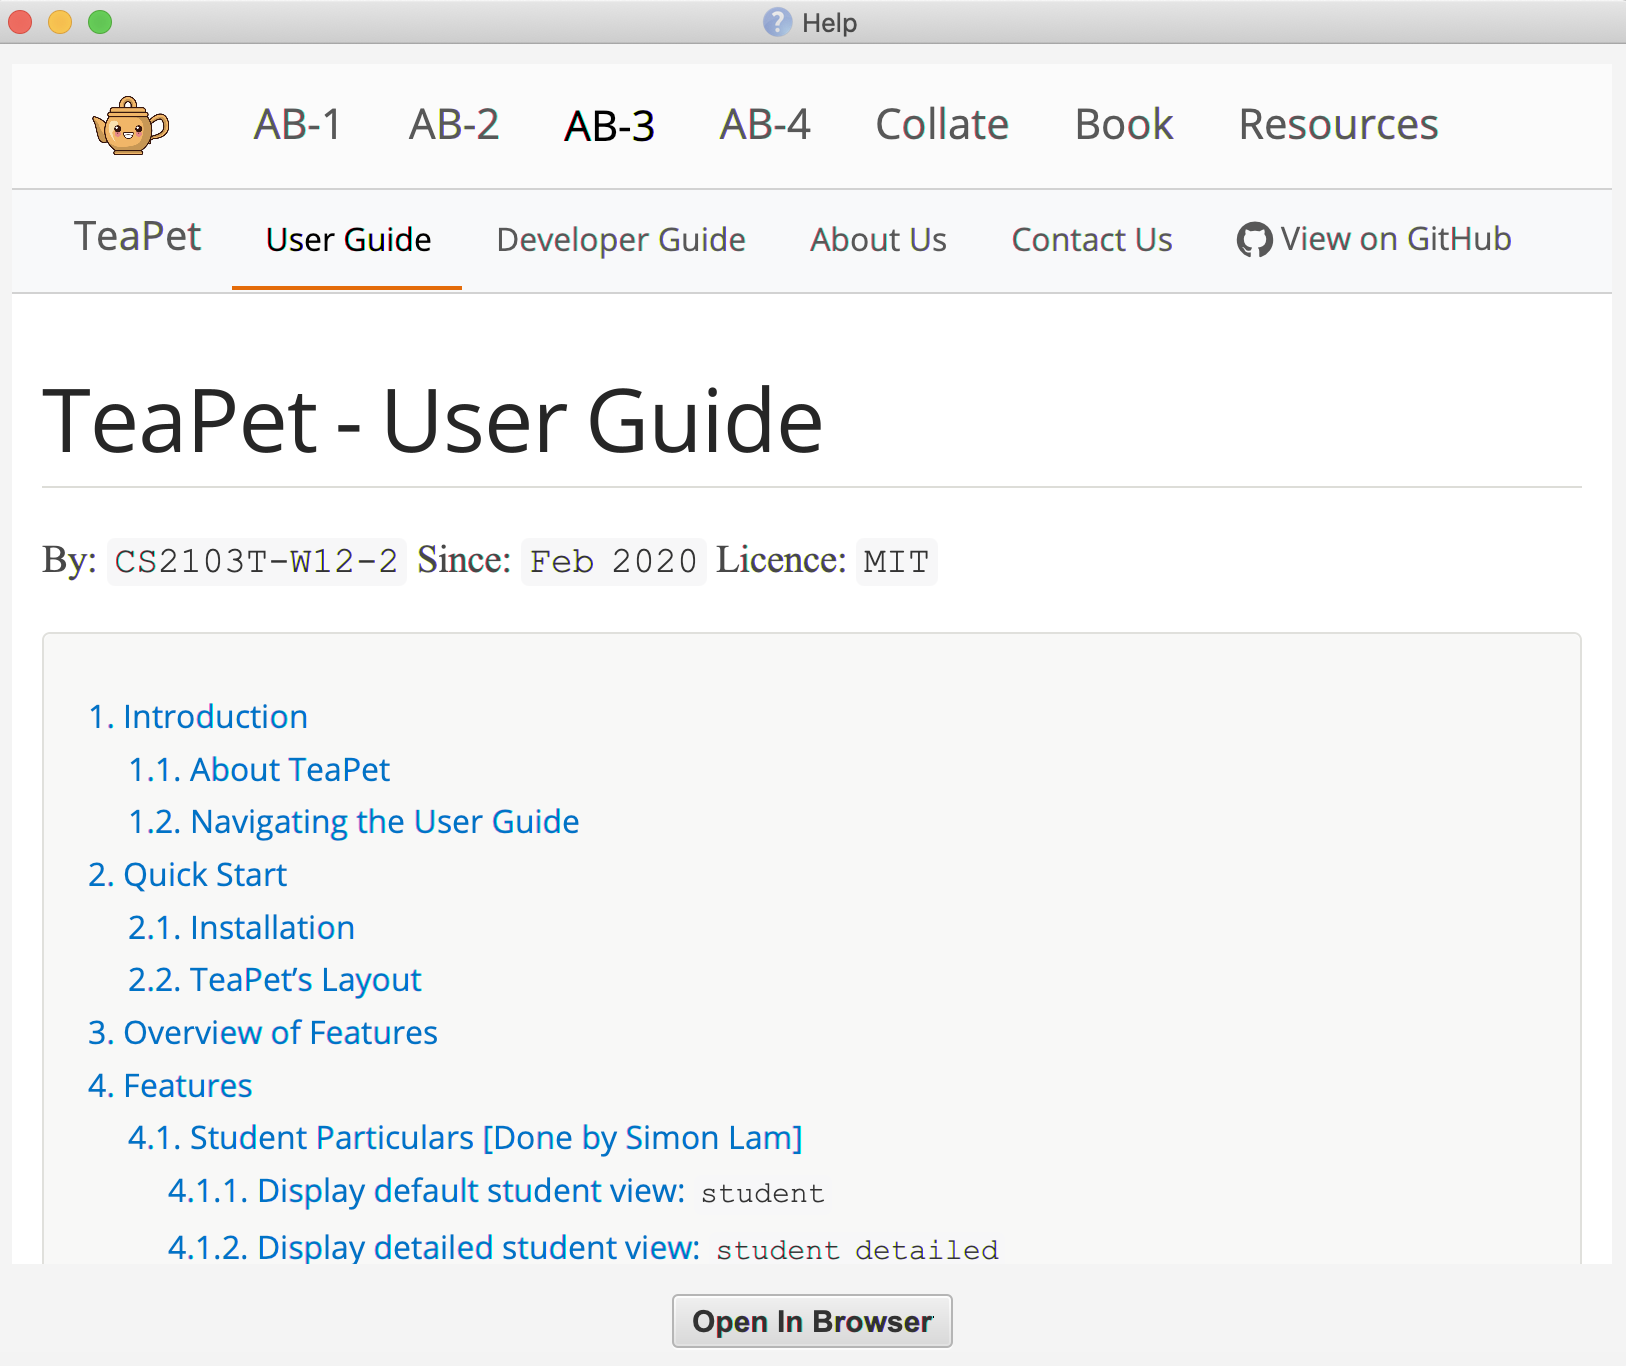 Help
AB-1 AB-2 AB-3 AB-4 Collate Book Resources
TeaPet User Guide Developer Guide About Us Contact Us View on GitHub
TeaPet - User Guide
By: CS2103T-W12-2 Since: Feb 2020 Licence: MIT
1. Introduction
1.1. About TeaPet
1.2. Navigating the User Guide
2. Quick Start
2.1. Installation
2.2. TeaPet’s Layout
3. Overview of Features
4. Features
4.1. Student Particulars [Done by Simon Lam]
4.1.1. Display default student view: student
4.1.2. Display detailed student view: student detailed
Open In Browser